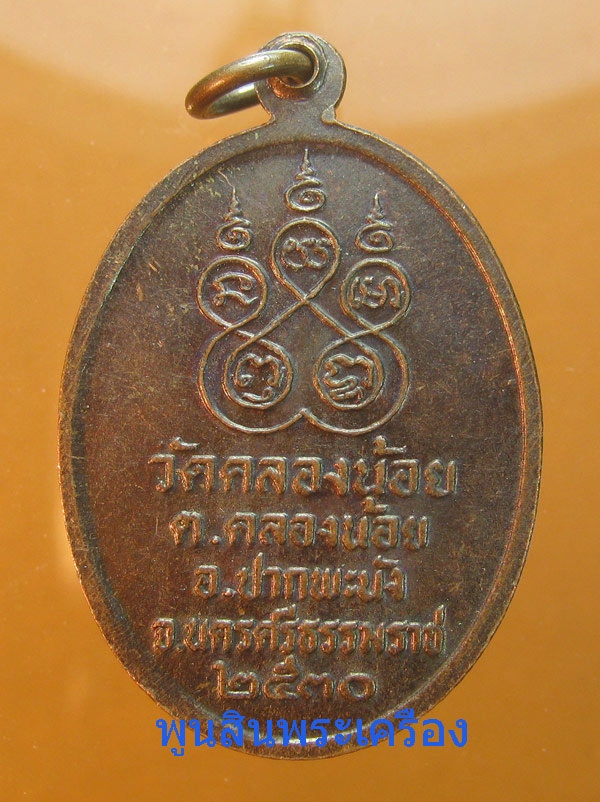 วัดคลองน้อย
ต.คลองน้อย
อ.ปากพะนัง
จ.นครศรีธรรมราช
๒๕๓๐
พูนสินพระเครื่อง